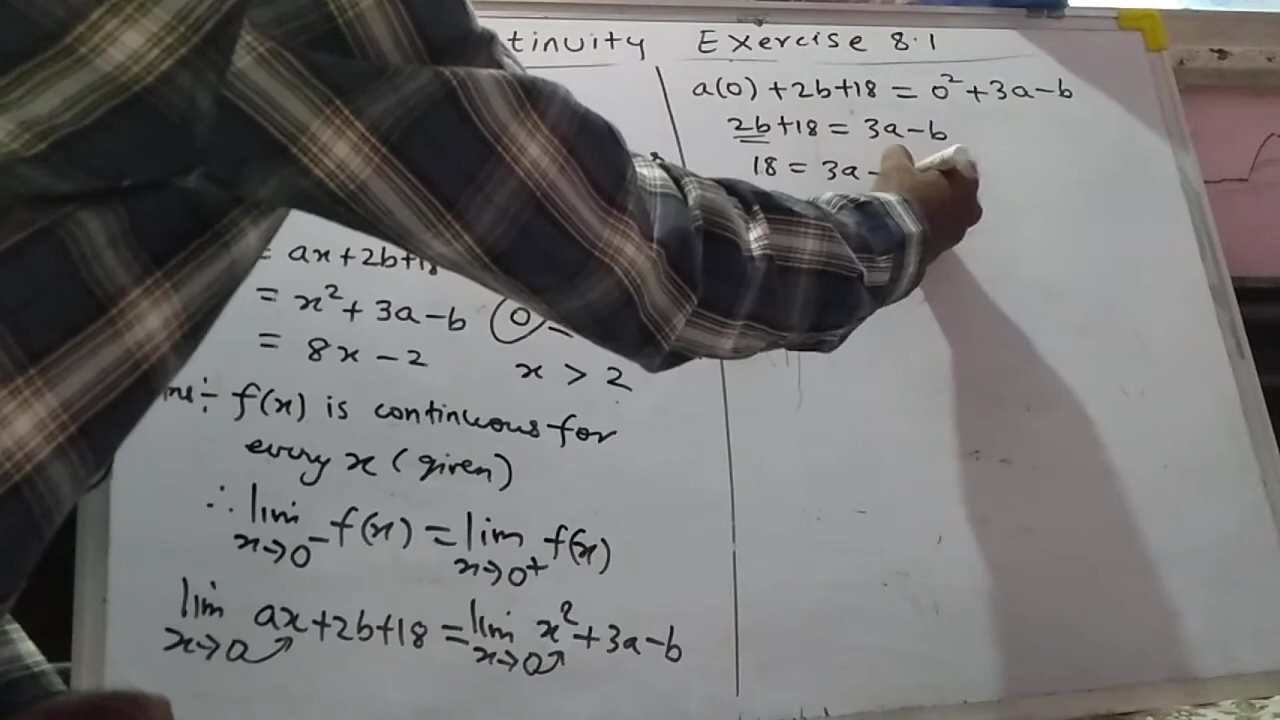 tinuity Exercise 8.1
= ax+2b+18
= x²+3a-b 0
= 8x-2 x > 2
f(x) is continuous for
every x (given)
∴ lim x→0⁻ f(x) = lim x→0⁺ f(x)
lim x→0 ax+2b+18 = lim x→0 x²+3a-b
a(0)+2b+18 = 0²+3a-b
2b+18 = 3a-b
18 = 3a-